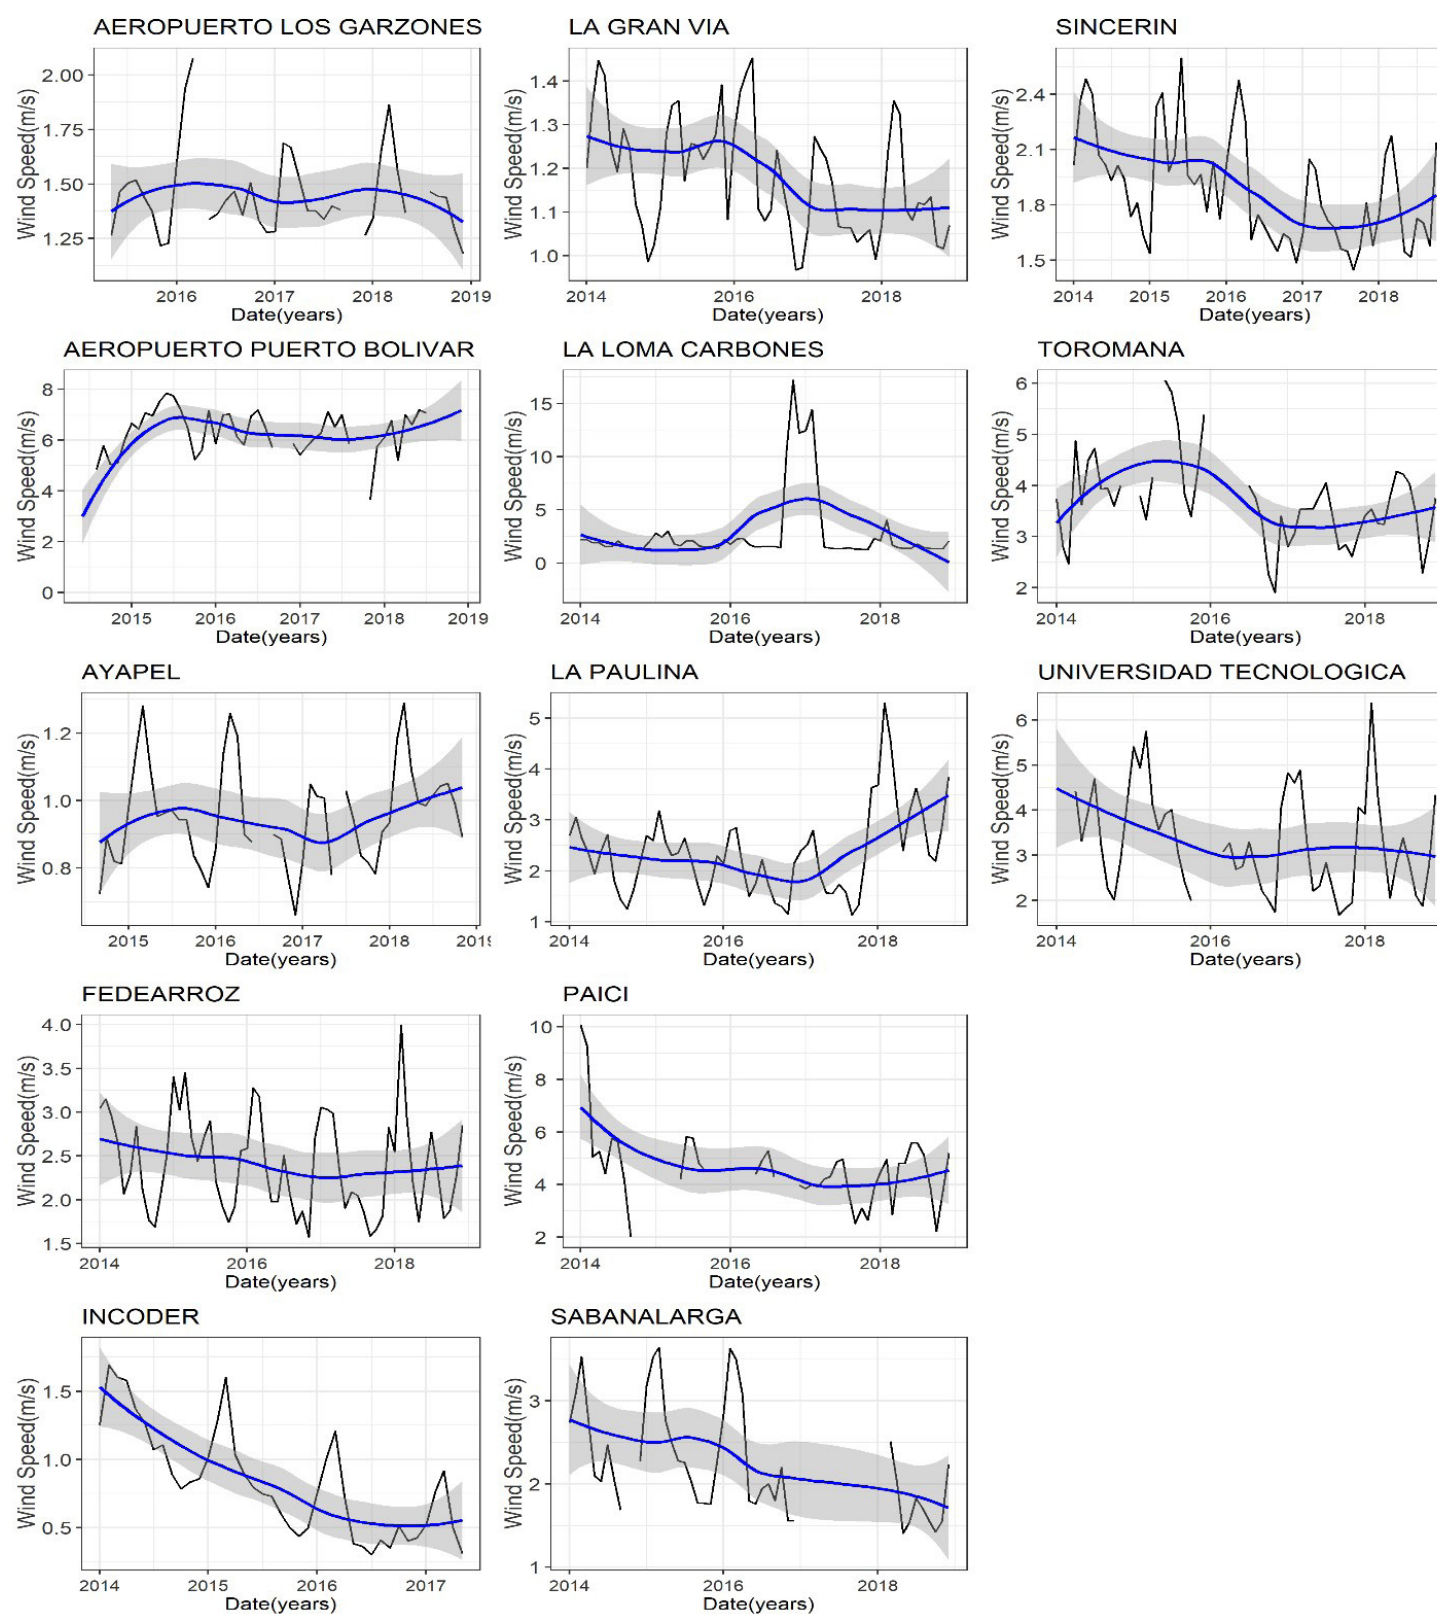 AEROPUERTO LOS GARZONES
Wind Speed(m/s)
2.00
1.75
1.50
1.25
2016 2017 2018 2019
Date(years)
LA GRAN VIA
Wind Speed(m/s)
1.4
1.3
1.2
1.1
1.0
2014 2016 2018
Date(years)
SINCERIN
Wind Speed(m/s)
2.4
2.1
1.8
1.5
2014 2015 2016 2017 2018
Date(years)
AEROPUERTO PUERTO BOLIVAR
Wind Speed(m/s)
8
6
4
2
0
2015 2016 2017 2018 2019
Date(years)
LA LOMA CARBONES
Wind Speed(m/s)
15
10
5
0
2014 2016 2018
Date(years)
TOROMANA
Wind Speed(m/s)
6
5
4
3
2
2014 2016 2018
Date(years)
AYAPEL
Wind Speed(m/s)
1.2
1.0
0.8
2015 2016 2017 2018
Date(years)
LA PAULINA
Wind Speed(m/s)
5
4
3
2
1
2014 2016 2018
Date(years)
UNIVERSIDAD TECNOLOGICA
Wind Speed(m/s)
6
5
4
3
2
2014 2016 2018
Date(years)
FEDEARROZ
Wind Speed(m/s)
4.0
3.5
3.0
2.5
2.0
1.5
2014 2016 2018
Date(years)
PAICI
Wind Speed(m/s)
10
8
6
4
2
2014 2016 2018
Date(years)
INCODER
Wind Speed(m/s)
1.5
1.0
0.5
2014 2015 2016 2017
Date(years)
SABANALARGA
Wind Speed(m/s)
3
2
1
2014 2016 2018
Date(years)